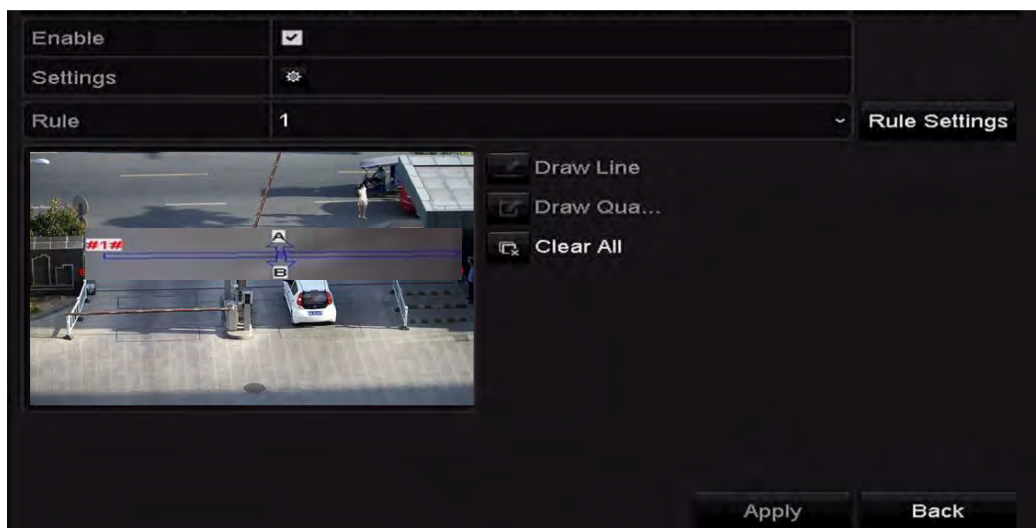 Enable
Settings
Rule 1 Rule Settings
Draw Line
Draw Qua...
Clear All
#1#
A
B
Apply Back